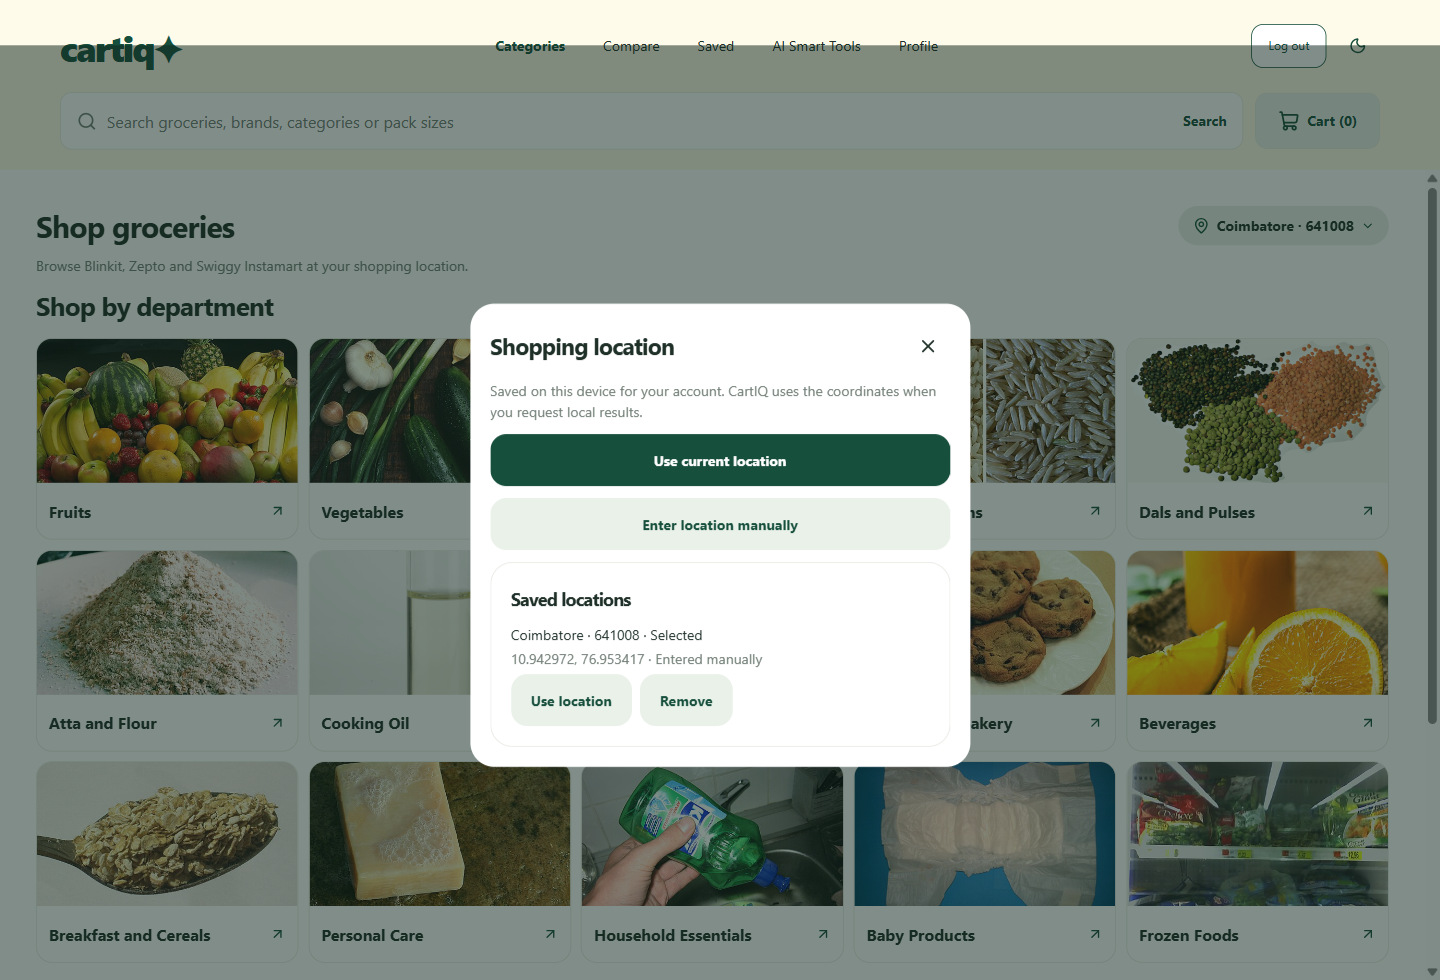 cartiq
Categories
Compare
Saved
AI Smart Tools
Profile
Log out
Search groceries, brands, categories or pack sizes
Search
Cart (0)
Shop groceries
Coimbatore · 641008
Browse Blinkit, Zepto and Swiggy Instamart at your shopping location.
Shop by department
Shopping location
Saved on this device for your account. CartIQ uses the coordinates when
you request local results.
Use current location
Enter location manually
Saved locations
Coimbatore · 641008 · Selected
10.942972, 76.953417 · Entered manually
Use location
Remove
Fruits
Vegetables
Dals and Pulses
Atta and Flour
Cooking Oil
Beverages
Breakfast and Cereals
Personal Care
Household Essentials
Baby Products
Frozen Foods